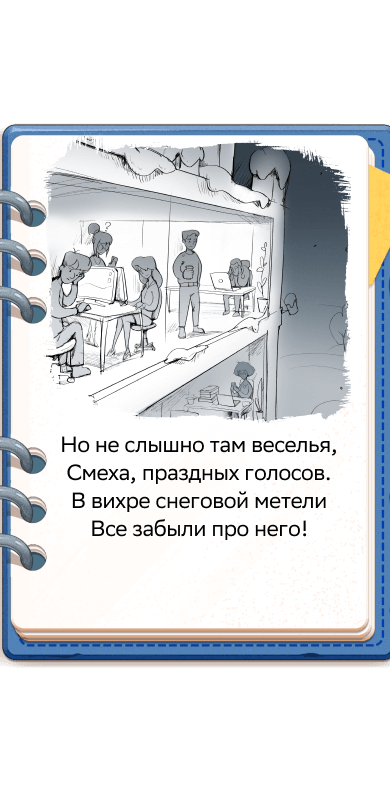 Но не слышно там веселья,
Смеха, праздных голосов.
В вихре снеговой метели
Все забыли про него!